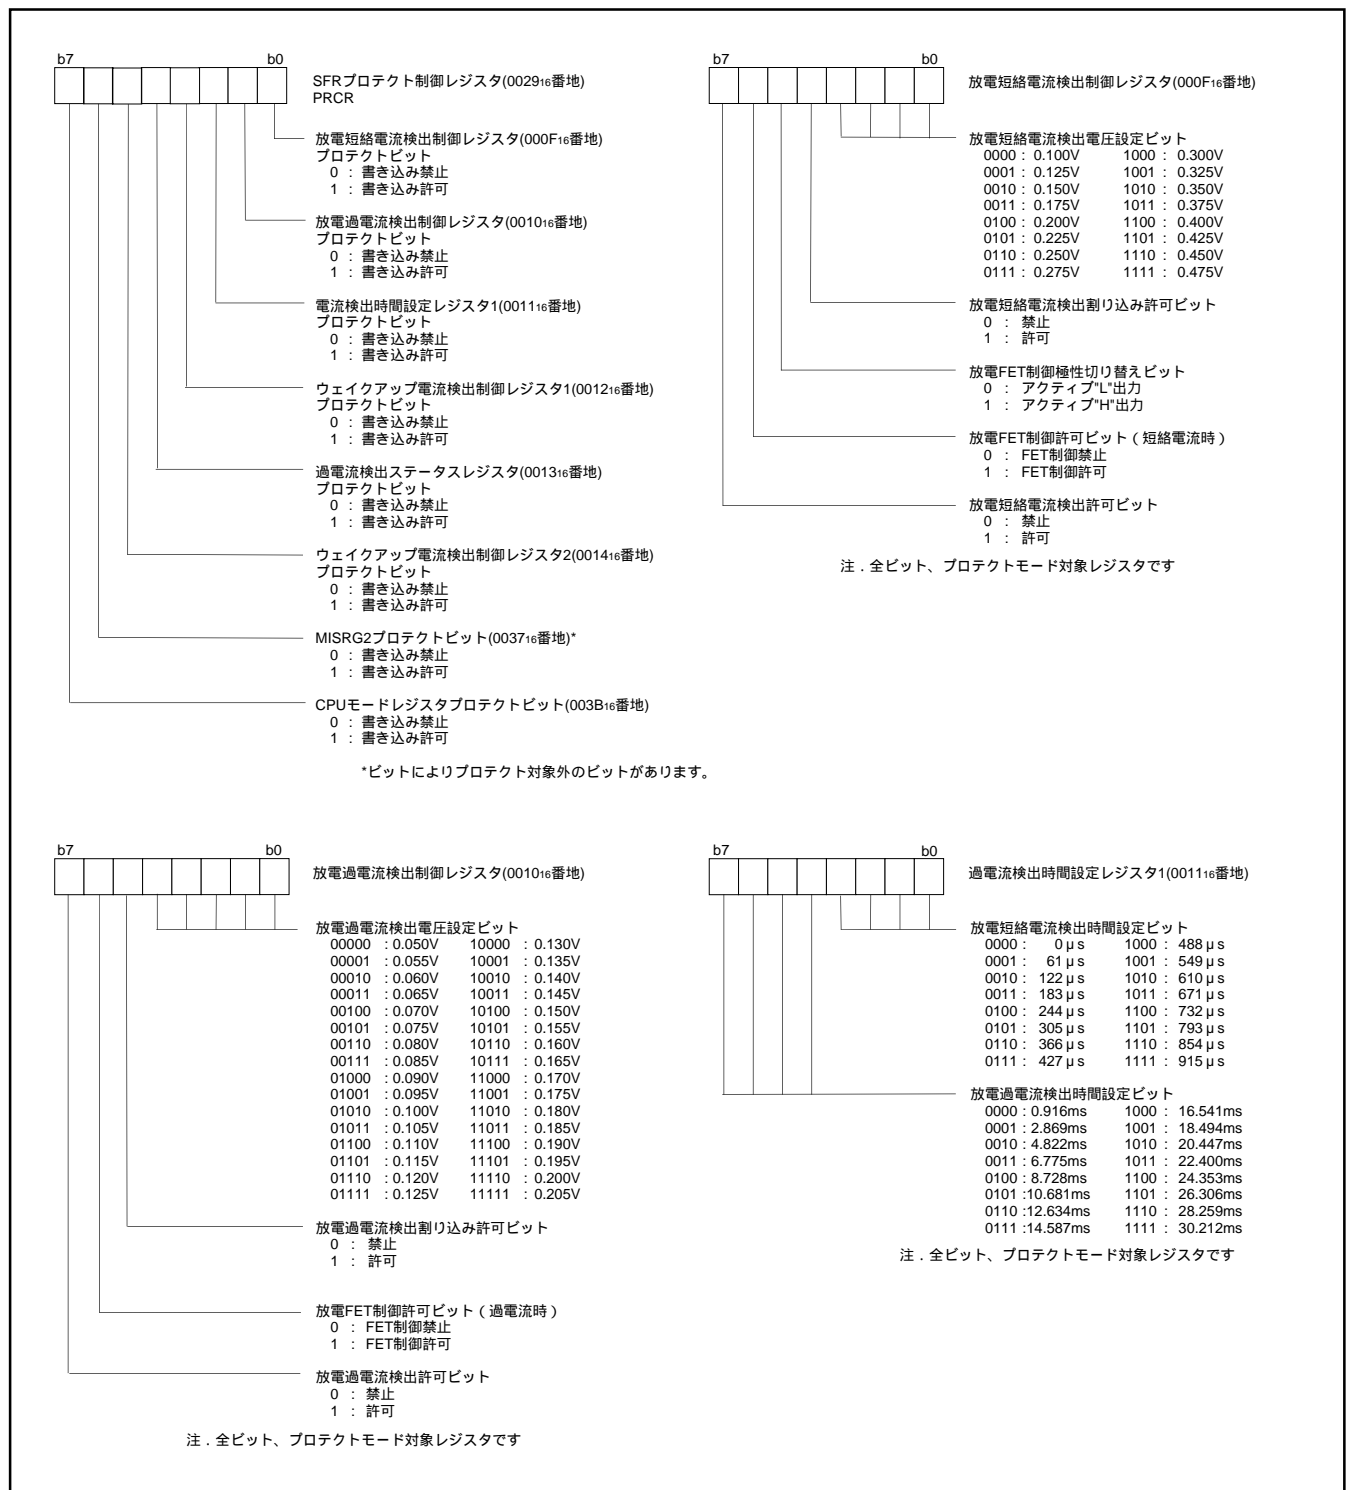 b7 b0
SFRプロテクト制御レジスタ(002916番地)
PRCR
放電短絡電流検出制御レジスタ(000F16番地)
プロテクトビット
0 : 書き込み禁止
1 : 書き込み許可
放電過電流検出制御レジスタ(001016番地)
プロテクトビット
0 : 書き込み禁止
1 : 書き込み許可
電流検出時間設定レジスタ1(001116番地)
プロテクトビット
0 : 書き込み禁止
1 : 書き込み許可
ウェイクアップ電流検出制御レジスタ1(001216番地)
プロテクトビット
0 : 書き込み禁止
1 : 書き込み許可
過電流検出ステータスレジスタ(001316番地)
プロテクトビット
0 : 書き込み禁止
1 : 書き込み許可
ウェイクアップ電流検出制御レジスタ2(001416番地)
プロテクトビット
0 : 書き込み禁止
1 : 書き込み許可
MISRG2プロテクトビット(003716番地)*
0 : 書き込み禁止
1 : 書き込み許可
CPUモードレジスタプロテクトビット(003B16番地)
0 : 書き込み禁止
1 : 書き込み許可
*ビットによりプロテクト対象外のビットがあります。
b7 b0
放電短絡電流検出制御レジスタ(000F16番地)
放電短絡電流検出電圧設定ビット
0000 : 0.100V 1000 : 0.300V
0001 : 0.125V 1001 : 0.325V
0010 : 0.150V 1010 : 0.350V
0011 : 0.175V 1011 : 0.375V
0100 : 0.200V 1100 : 0.400V
0101 : 0.225V 1101 : 0.425V
0110 : 0.250V 1110 : 0.450V
0111 : 0.275V 1111 : 0.475V
放電短絡電流検出割り込み許可ビット
0 : 禁止
1 : 許可
放電FET制御極性切り替えビット
0 : アクティブ"L"出力
1 : アクティブ"H"出力
放電FET制御許可ビット(短絡電流時)
0 : FET制御禁止
1 : FET制御許可
放電短絡電流検出許可ビット
0 : 禁止
1 : 許可
注.全ビット、プロテクトモード対象レジスタです
b7 b0
放電過電流検出制御レジスタ(001016番地)
放電過電流検出電圧設定ビット
00000 : 0.050V 10000 : 0.130V
00001 : 0.055V 10001 : 0.135V
00010 : 0.060V 10010 : 0.140V
00011 : 0.065V 10011 : 0.145V
00100 : 0.070V 10100 : 0.150V
00101 : 0.075V 10101 : 0.155V
00110 : 0.080V 10110 : 0.160V
00111 : 0.085V 10111 : 0.165V
01000 : 0.090V 11000 : 0.170V
01001 : 0.095V 11001 : 0.175V
01010 : 0.100V 11010 : 0.180V
01011 : 0.105V 11011 : 0.185V
01100 : 0.110V 11100 : 0.190V
01101 : 0.115V 11101 : 0.195V
01110 : 0.120V 11110 : 0.200V
01111 : 0.125V 11111 : 0.205V
放電過電流検出割り込み許可ビット
0 : 禁止
1 : 許可
放電FET制御許可ビット(過電流時)
0 : FET制御禁止
1 : FET制御許可
放電過電流検出許可ビット
0 : 禁止
1 : 許可
注.全ビット、プロテクトモード対象レジスタです
b7 b0
過電流検出時間設定レジスタ1(001116番地)
放電短絡電流検出時間設定ビット
0000 : 0μs 1000 : 488μs
0001 : 61μs 1001 : 549μs
0010 : 122μs 1010 : 610μs
0011 : 183μs 1011 : 671μs
0100 : 244μs 1100 : 732μs
0101 : 305μs 1101 : 793μs
0110 : 366μs 1110 : 854μs
0111 : 427μs 1111 : 915μs
放電過電流検出時間設定ビット
0000 : 0.916ms 1000 : 16.541ms
0001 : 2.869ms 1001 : 18.494ms
0010 : 4.822ms 1010 : 20.447ms
0011 : 6.775ms 1011 : 22.400ms
0100 : 8.728ms 1100 : 24.353ms
0101 :10.681ms 1101 : 26.306ms
0110 :12.634ms 1110 : 28.259ms
0111 :14.587ms 1111 : 30.212ms
注.全ビット、プロテクトモード対象レジスタです